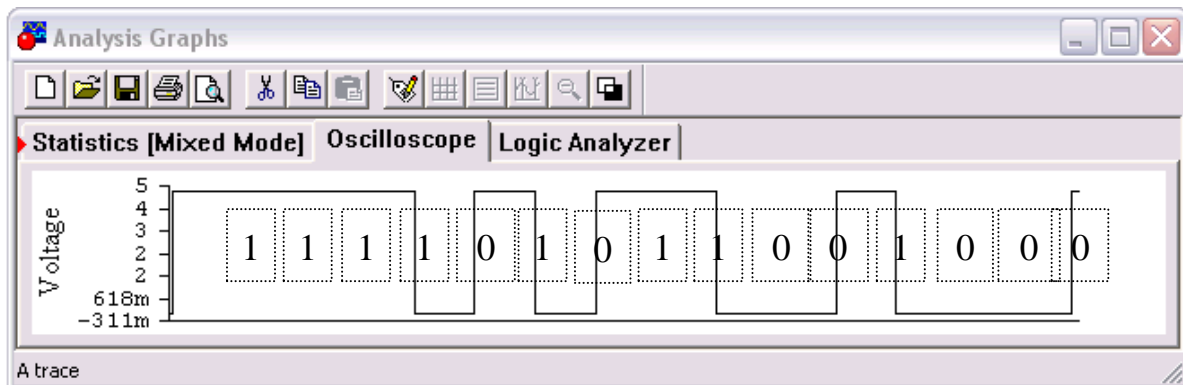 Analysis Graphs
Statistics [Mixed Mode] Oscilloscope Logic Analyzer
Voltage
5
4
3
2
2
618m
-311m
1 1 1 1 0 1 0 1 1 0 0 1 0 0 0
A trace